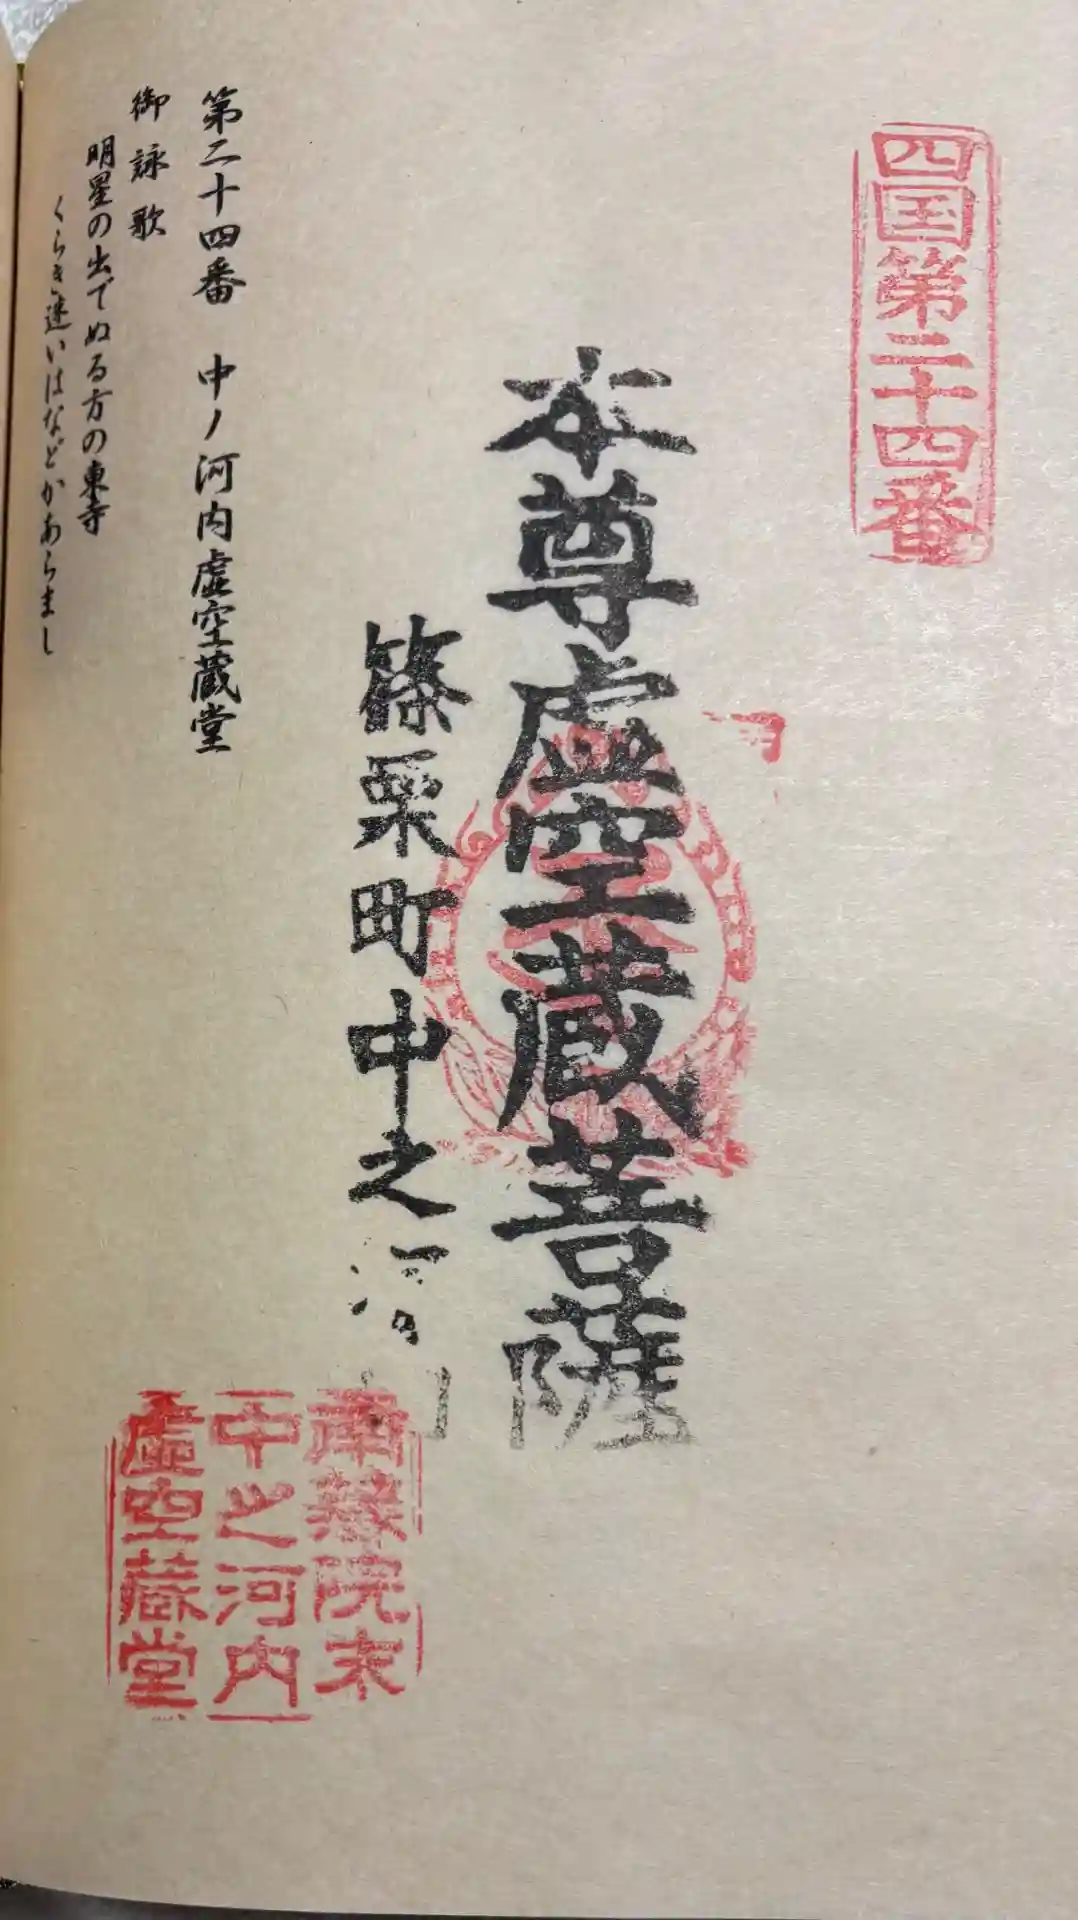 四国第二十四番
本尊虚空蔵菩薩
篠栗町中之河内
南蔵院末
中之河内
虚空蔵堂
第二十四番 中ノ河内虚空蔵堂
御詠歌
明星の出でぬる方の東寺
くらき迷いはなどかあらまし